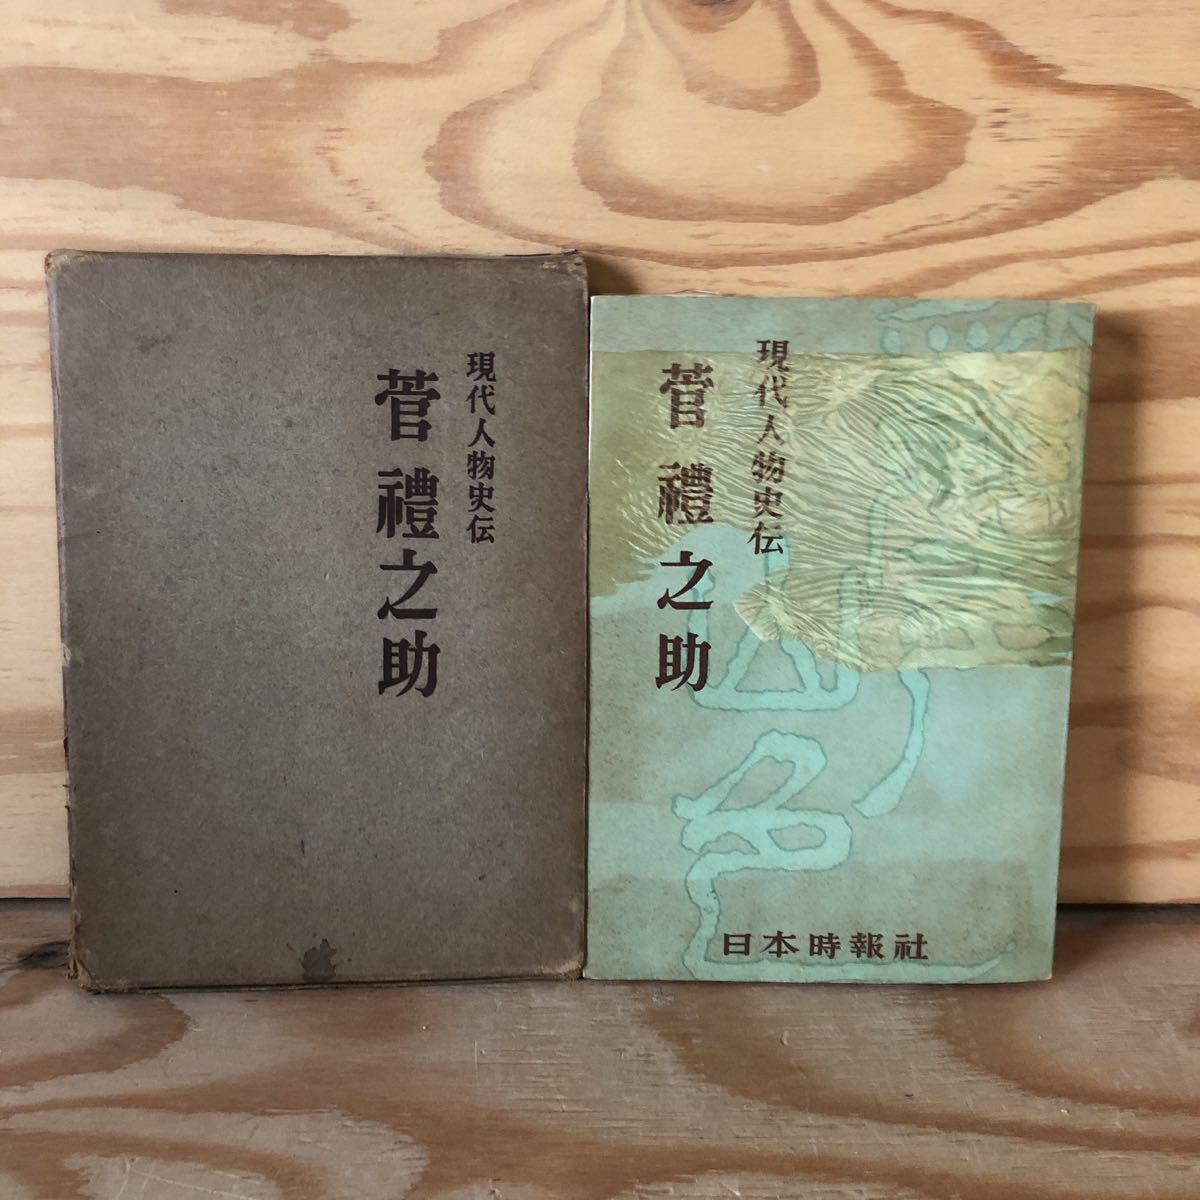 現代人物史伝
菅禮之助
現代人物史伝
菅禮之助
日本時報社